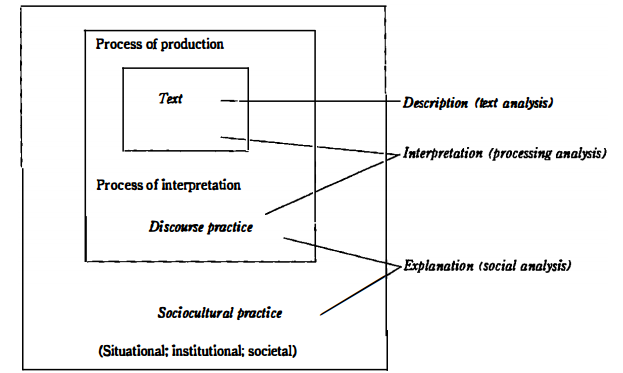 Process of production
Text
Description (text analysis)
Interpretation (processing analysis)
Process of interpretation
Discourse practice
Explanation (social analysis)
Sociocultural practice
(Situational; institutional; societal)